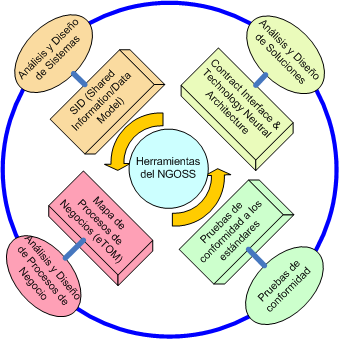 Análisis y Diseño
de Sistemas
SID (Shared
Information/Data
Model)
Análisis y Diseño
de Soluciones
Contract Interface &
Technology Neutral
Architecture
Herramientas
del NGOSS
Mapa de
Procesos de
Negocios (eTOM)
Análisis y Diseño
de Procesos de
Negocio
Pruebas de
conformidad a los
estándares
Pruebas de
conformidad